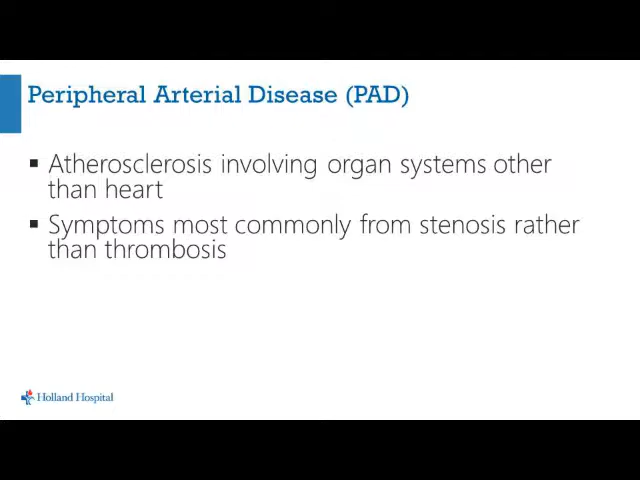 Peripheral Arterial Disease (PAD)
▪ Atherosclerosis involving organ systems other
than heart
▪ Symptoms most commonly from stenosis rather
than thrombosis
Holland Hospital